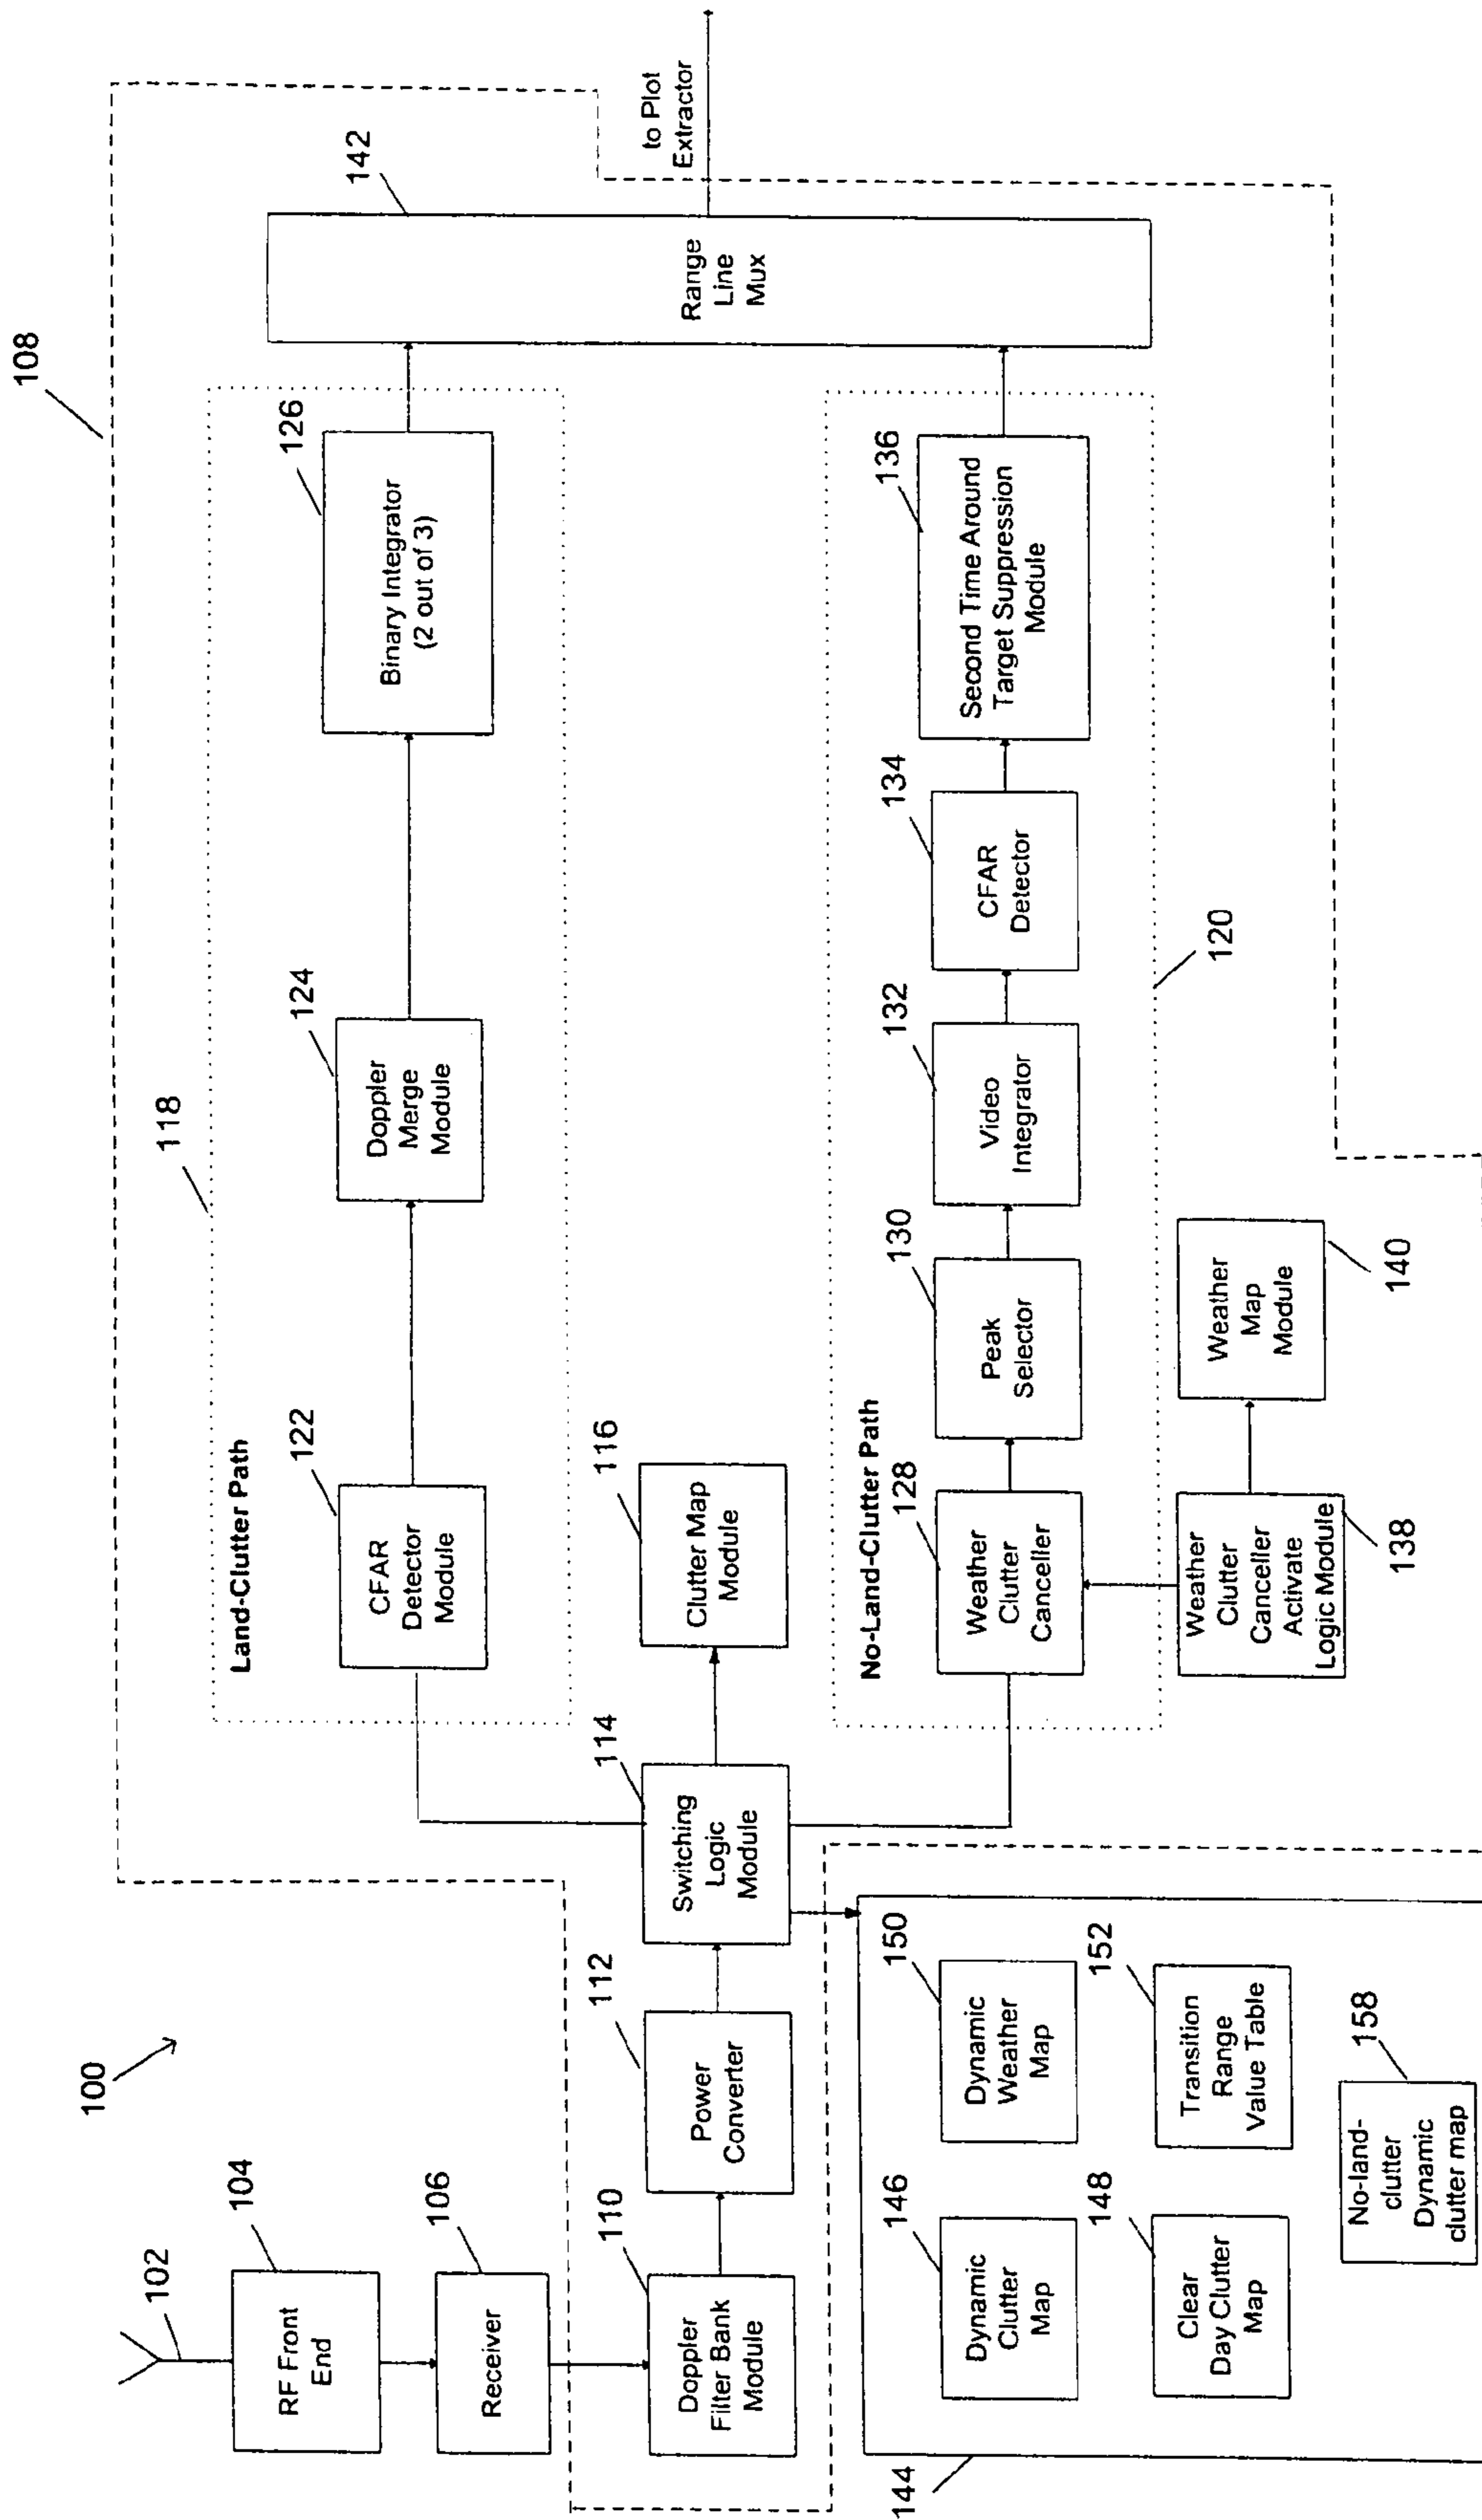 100
102
RF Front
End
104
Receiver
106
108
Doppler
Filter Bank
Module
110
Power
Converter
112
Switching
Logic
Module
114
Clutter Map
Module
116
118
Land-Clutter Path
CFAR
Detector
Module
122
Doppler
Merge
Module
124
Binary Integrator
(2 out of 3)
126
No-Land-Clutter Path
120
Weather
Clutter
Canceller
128
Peak
Selector
130
Video
Integrator
132
CFAR
Detector
134
Second Time Around
Target Suppression
Module
136
Weather
Clutter
Canceller
Activate
Logic Module
138
Weather
Map
Module
140
Range
Line
Mux
142
to Plot
Extractor
144
Dynamic
Clutter
Map
146
Clear
Day Clutter
Map
148
Dynamic
Weather
Map
150
Transition
Range
Value Table
152
No-land-
clutter
Dynamic
clutter map
158